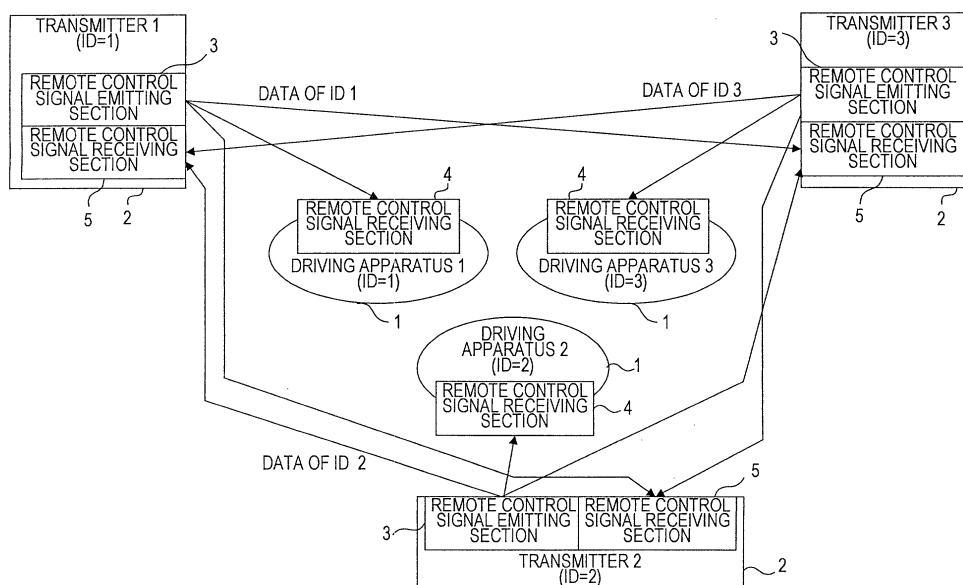 TRANSMITTER 1
(ID=1)
3
REMOTE CONTROL
SIGNAL EMITTING
SECTION
REMOTE CONTROL
SIGNAL RECEIVING
SECTION
5
2
DATA OF ID 1
DATA OF ID 3
TRANSMITTER 3
(ID=3)
3
REMOTE CONTROL
SIGNAL EMITTING
SECTION
REMOTE CONTROL
SIGNAL RECEIVING
SECTION
5
2
4
REMOTE CONTROL
SIGNAL RECEIVING
SECTION
DRIVING APPARATUS 1
(ID=1)
1
4
REMOTE CONTROL
SIGNAL RECEIVING
SECTION
DRIVING APPARATUS 3
(ID=3)
1
DRIVING
APPARATUS 2
(ID=2)
1
REMOTE CONTROL
SIGNAL RECEIVING
SECTION
4
DATA OF ID 2
5
3
REMOTE CONTROL
SIGNAL EMITTING
SECTION
REMOTE CONTROL
SIGNAL RECEIVING
SECTION
TRANSMITTER 2
(ID=2)
2